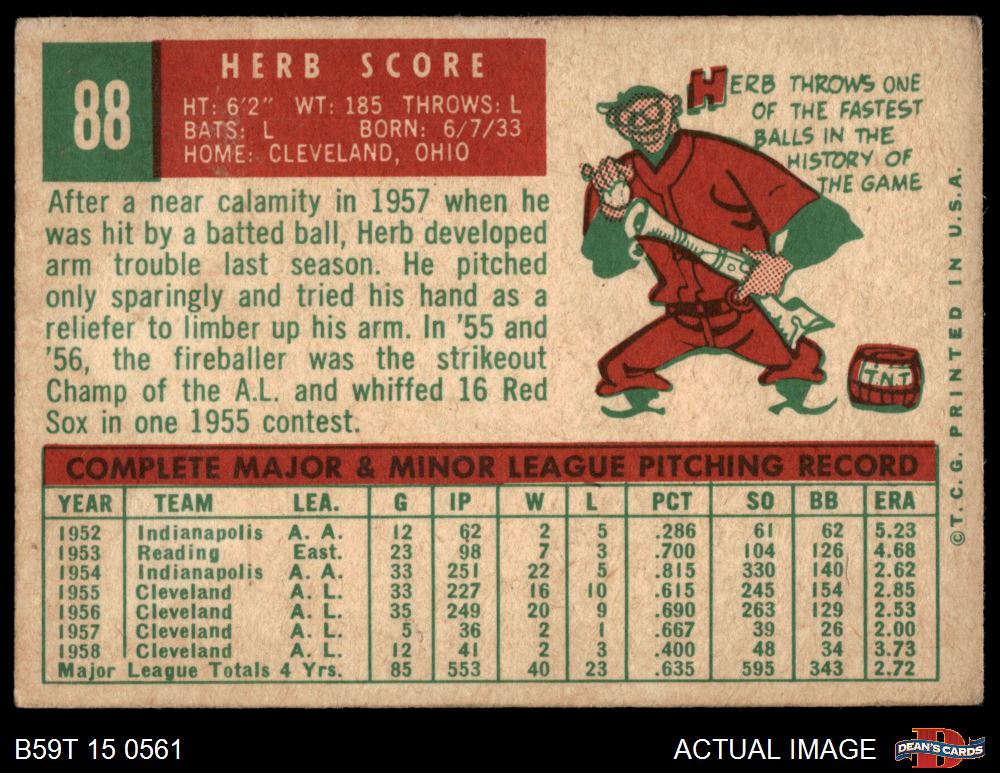 88
HERB SCORE
HT: 6'2" WT: 185 THROWS: L
BATS: L BORN: 6/7/33
HOME: CLEVELAND, OHIO
HERB THROWS ONE
OF THE FASTEST
BALLS IN THE
HISTORY OF
THE GAME
After a near calamity in 1957 when he
was hit by a batted ball, Herb developed
arm trouble last season. He pitched
only sparingly and tried his hand as a
reliefer to limber up his arm. In '55 and
'56, the fireballer was the strikeout
Champ of the A.L. and whiffed 16 Red
Sox in one 1955 contest.
T.N.T
COMPLETE MAJOR & MINOR LEAGUE PITCHING RECORD
YEAR TEAM LEA. G IP W L PCT SO BB ERA
1952 Indianapolis A. A. 12 62 2 5 .286 61 62 5.23
1953 Reading East. 23 98 7 3 .700 104 126 4.68
1954 Indianapolis A. A. 33 251 22 5 .815 330 140 2.62
1955 Cleveland A. L. 33 227 16 10 .615 245 154 2.85
1956 Cleveland A. L. 35 249 20 9 .690 263 129 2.53
1957 Cleveland A. L. 5 36 2 1 .667 39 26 2.00
1958 Cleveland A. L. 12 41 2 3 .400 48 34 3.73
Major League Totals 4 Yrs. 85 553 40 23 .635 595 343 2.72
©T.C.G. PRINTED IN U.S.A.
B59T 15 0561
ACTUAL IMAGE
D
DEAN'S CARDS